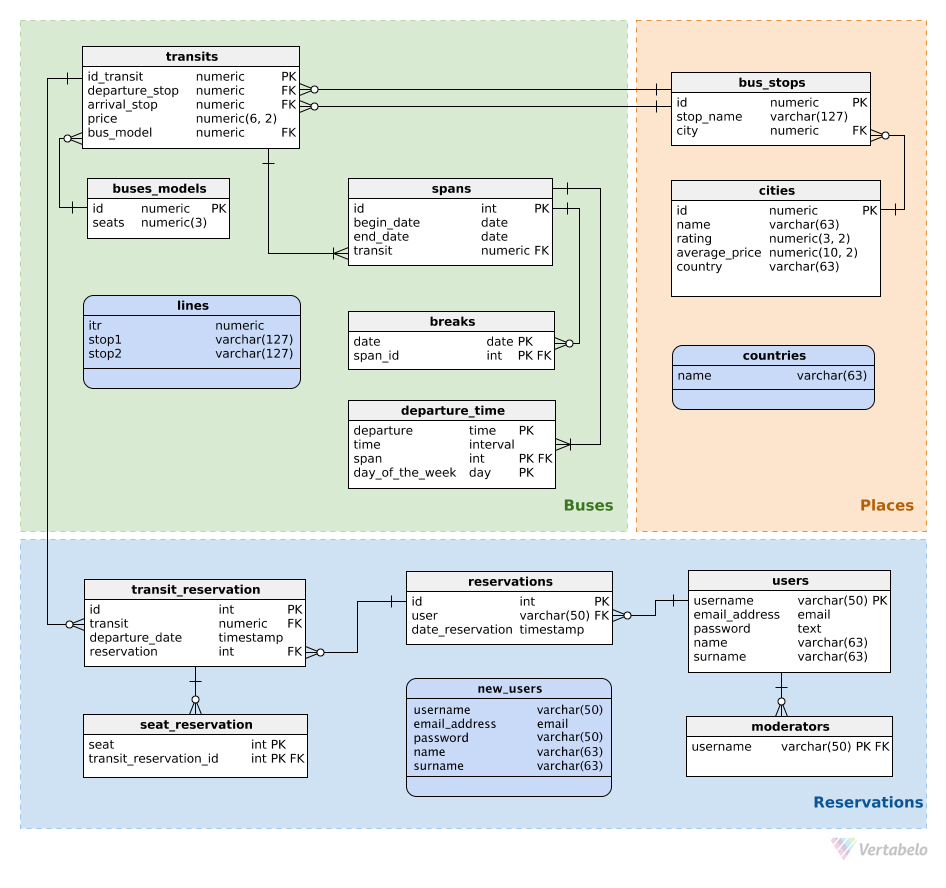 transits
id_transit numeric PK
departure_stop numeric FK
arrival_stop numeric FK
price numeric(6, 2)
bus_model numeric FK
buses_models
id numeric PK
seats numeric(3)
spans
id int PK
begin_date date
end_date date
transit numeric FK
lines
itr numeric
stop1 varchar(127)
stop2 varchar(127)
breaks
date date PK
span_id int PK FK
departure_time
departure time PK
time interval
span int PK FK
day_of_the_week day PK
Buses
bus_stops
id numeric PK
stop_name varchar(127)
city numeric FK
cities
id numeric PK
name varchar(63)
rating numeric(3, 2)
average_price numeric(10, 2)
country varchar(63)
countries
name varchar(63)
Places
transit_reservation
id int PK
transit numeric FK
departure_date timestamp
reservation int FK
seat_reservation
seat int PK
transit_reservation_id int PK FK
reservations
id int PK
user varchar(50) FK
date_reservation timestamp
new_users
username varchar(50)
email_address email
password varchar(50)
name varchar(63)
surname varchar(63)
users
username varchar(50) PK
email_address email
password text
name varchar(63)
surname varchar(63)
moderators
username varchar(50) PK FK
Reservations
Vertabelo